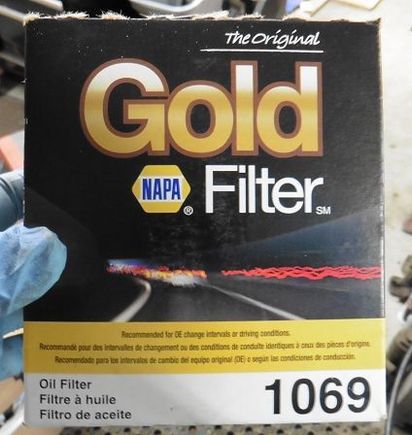 The Original
Gold
NAPA ® Filter SM
Recommended for OE change intervals or driving conditions.
Recommandé pour des intervalles de changement ou des conditions de conduite identiques à ceux des pièces d'origine.
Recomendado para los intervalos de cambio del equipo original (OE) o según las condiciones de conducción.
Oil Filter
Filtre à huile
Filtro de aceite
1069